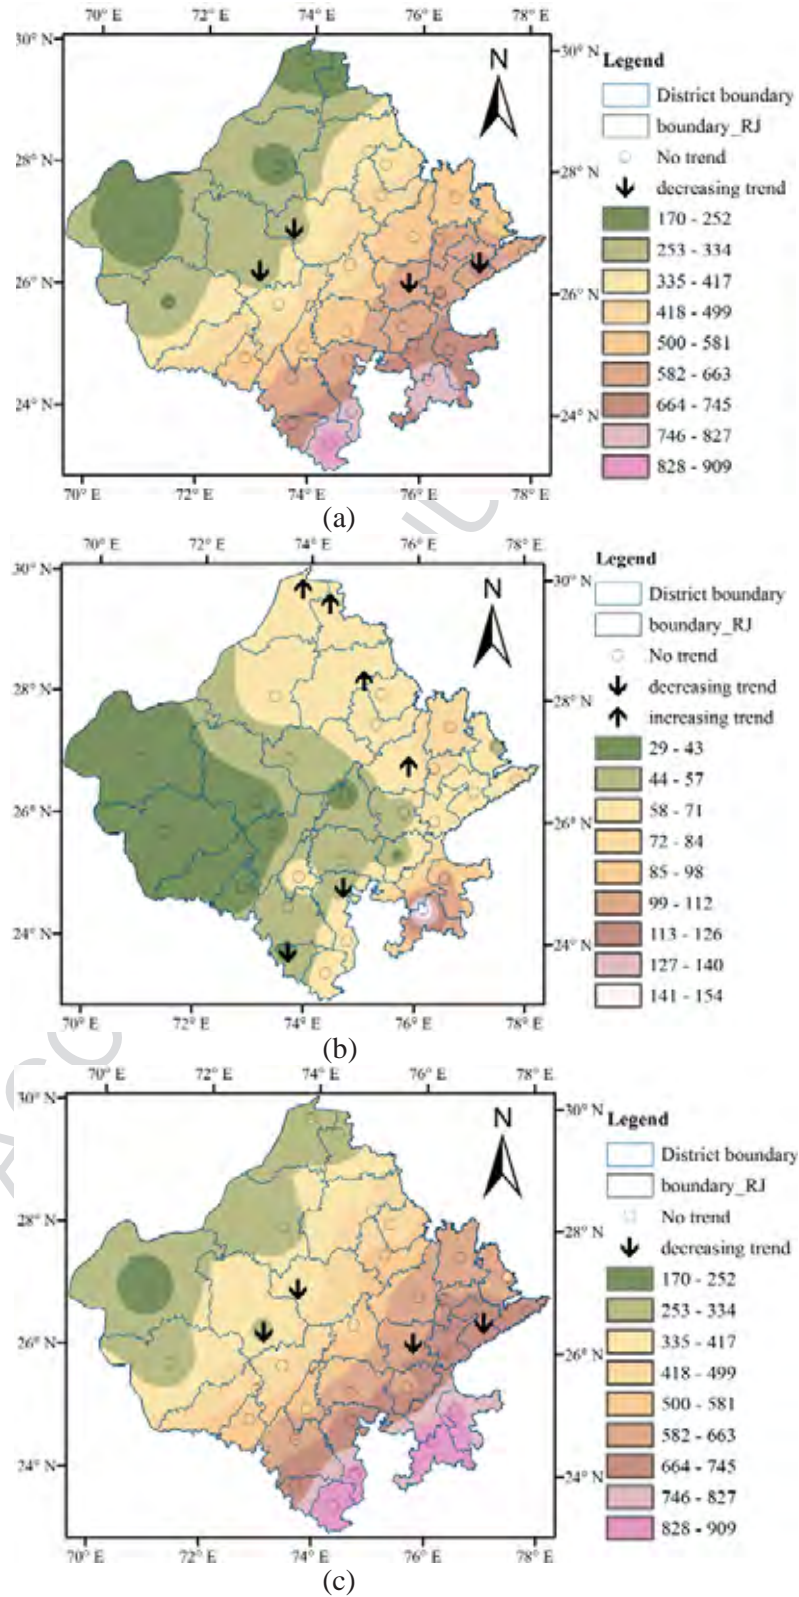 70° E 72° E 74° E 76° E 78° E
30° N
30° N
28° N
28° N
26° N
26° N
24° N
24° N
70° E 72° E 74° E 76° E 78° E
N
Legend
District boundary
boundary_RJ
No trend
decreasing trend
170 - 252
253 - 334
335 - 417
418 - 499
500 - 581
582 - 663
664 - 745
746 - 827
828 - 909
(a)
70° E 72° E 74° E 76° E 78° E
30° N
30° N
28° N
28° N
26° N
26° N
24° N
24° N
70° E 72° E 74° E 76° E 78° E
N
Legend
District boundary
boundary_RJ
No trend
decreasing trend
increasing trend
29 - 43
44 - 57
58 - 71
72 - 84
85 - 98
99 - 112
113 - 126
127 - 140
141 - 154
(b)
70° E 72° E 74° E 76° E 78° E
30° N
30° N
28° N
28° N
26° N
26° N
24° N
24° N
70° E 72° E 74° E 76° E 78° E
N
Legend
District boundary
boundary_RJ
No trend
decreasing trend
170 - 252
253 - 334
335 - 417
418 - 499
500 - 581
582 - 663
664 - 745
746 - 827
828 - 909
(c)